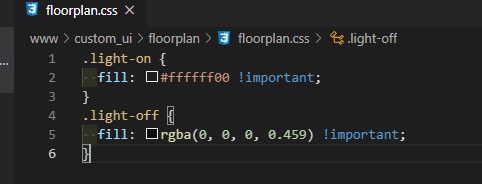 floorplan.css ×
www > custom_ui > floorplan > floorplan.css > .light-off
1 .light-on {
2 fill: #ffffff00 !important;
3 }
4 .light-off {
5 fill: rgba(0, 0, 0, 0.459) !important;
6 }